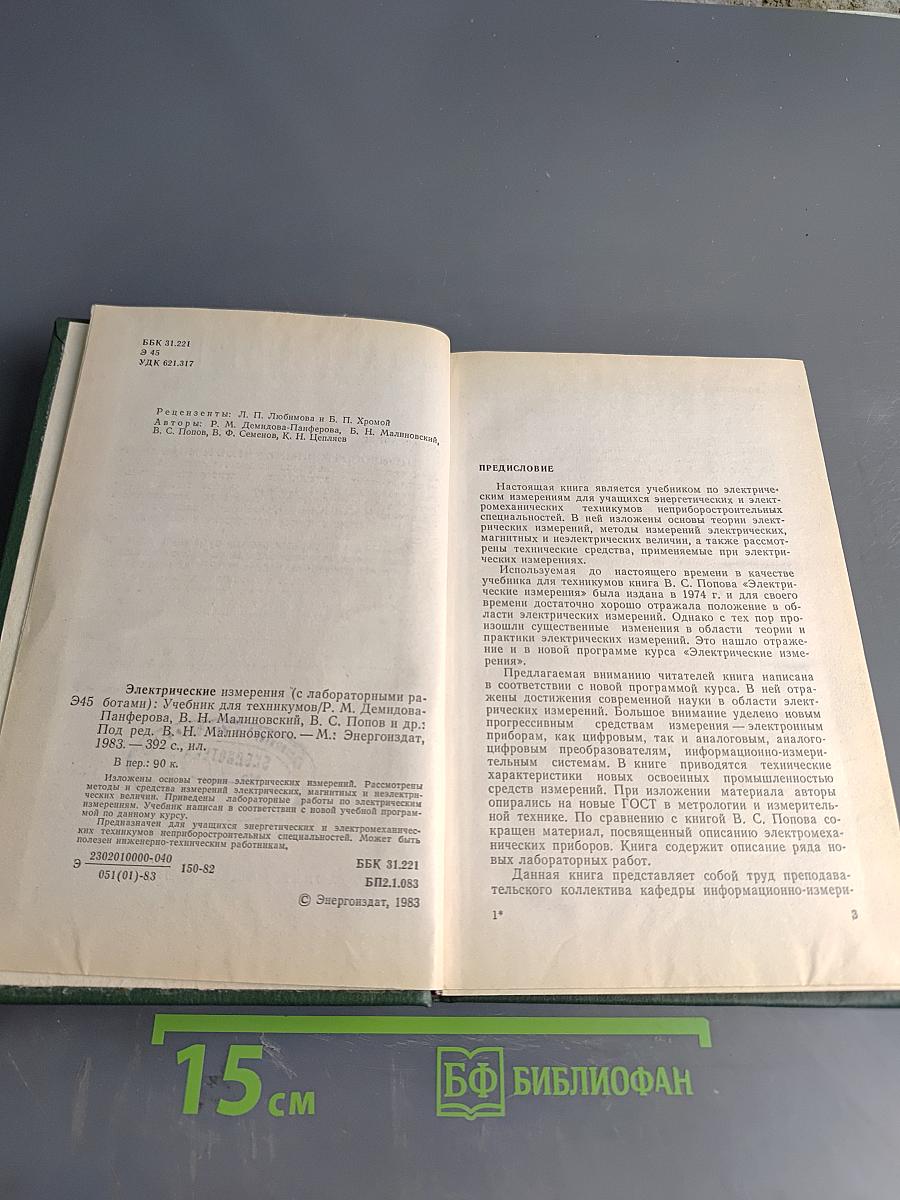 ББК 31.221
Э 45
УДК 621.317
Рецензенты: Л. П. Любимова и Б. П. Хромой
Авторы: Р. М. Демидова-Панферова, Б. Н. Малиновский,
В. С. Попов, В. Ф. Семенов, К. Н. Цепляев
Электрические измерения (с лабораторными ра-
Э45 ботами): Учебник для техникумов/Р. М. Демидова-
Панферова, В. Н. Малиновский, В. С. Попов и др.:
Под ред. В. Н. Малиновского. — М.: Энергоиздат,
1983. — 392 с., ил.
В пер.: 90 к.
Изложены основы теории электрических измерений. Рассмотрены
методы и средства измерений электрических, магнитных и неэлектри-
ческих величин. Приведены лабораторные работы по электрическим
измерениям. Учебник написан в соответствии с новой учебной програм-
мой по данному курсу.
Предназначен для учащихся энергетических и электромеханичес-
ких техникумов неприборостроительных специальностей. Может быть
полезен инженерно-техническим работникам.
Э 2302010000-040
051(01)-83
150-82
ББК 31.221
БП2.1.083
© Энергоиздат, 1983
ПРЕДИСЛОВИЕ
Настоящая книга является учебником по электриче-
ским измерениям для учащихся энергетических и элект-
ромеханических техникумов неприборостроительных
специальностей. В ней изложены основы теории элект-
рических измерений, методы измерений электрических,
магнитных и неэлектрических величин, а также рассмот-
рены технические средства, применяемые при электри-
ческих измерениях.
Используемая до настоящего времени в качестве
учебника для техникумов книга В. С. Попова «Электри-
ческие измерения» была издана в 1974 г. и для своего
времени достаточно хорошо отражала положение в об-
ласти электрических измерений. Однако с тех пор про-
изошли существенные изменения в области теории и
практики электрических измерений. Это нашло отраже-
ние и в новой программе курса «Электрические изме-
рения».
Предлагаемая вниманию читателей книга написана
в соответствии с новой программой курса. В ней отра-
жены достижения современной науки в области элект-
рических измерений. Большое внимание уделено новым
прогрессивным средствам измерения — электронным
приборам, как цифровым, так и аналоговым, аналого-
цифровым преобразователям, информационно-измери-
тельным системам. В книге приводятся технические
характеристики новых освоенных промышленностью
средств измерений. При изложении материала авторы
опирались на новые ГОСТ в метрологии и измеритель-
ной технике. По сравнению с книгой В. С. Попова со-
кращен материал, посвященный описанию электромеха-
нических приборов. Книга содержит описание ряда но-
вых лабораторных работ.
Данная книга представляет собой труд преподава-
тельского коллектива кафедры информационно-измери-
1*
3
15 см
БФ БИБЛИОФАН